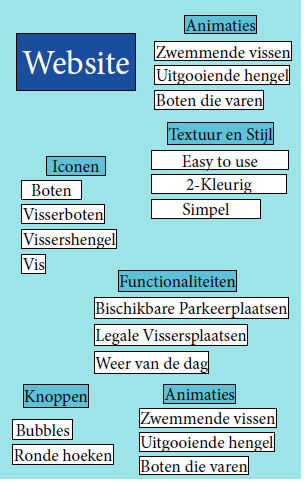 Website
Animaties
Zwemmende vissen
Uitgooiende hengel
Boten die varen
Textuur en Stijl
Easy to use
2-Kleurig
Simpel
Iconen
Boten
Visserboten
Vissershengel
Vis
Functionaliteiten
Bischikbare Parkeerplaatsen
Legale Vissersplaatsen
Weer van de dag
Knoppen
Bubbles
Ronde hoeken
Animaties
Zwemmende vissen
Uitgooiende hengel
Boten die varen